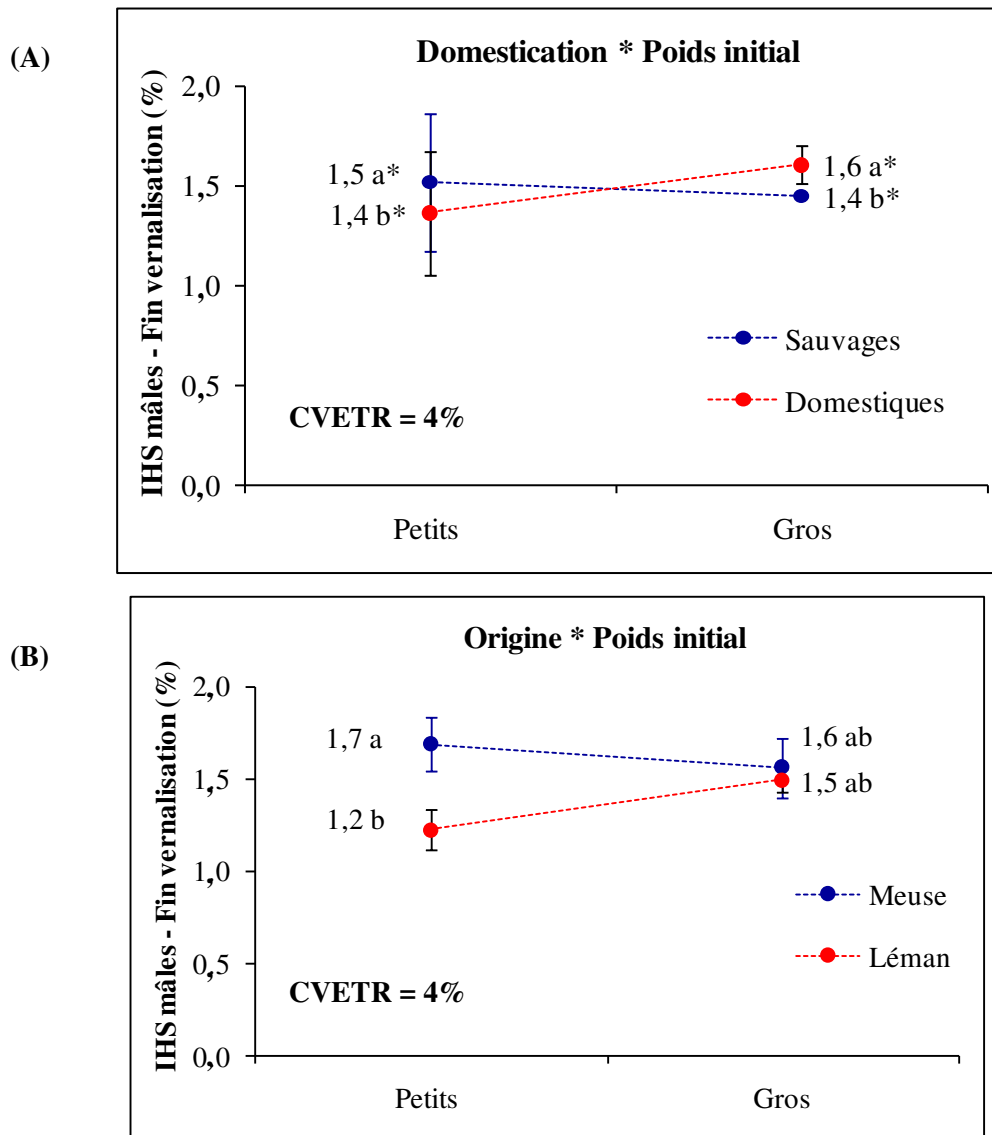 (A)
Domestication * Poids initial
IHS mâles - Fin vernalisation (%)
2,0
1,5
1,0
0,5
0,0
1,5 a*
1,4 b*
1,6 a*
1,4 b*
Sauvages
Domestiques
CVETR = 4%
Petits
Gros
(B)
Origine * Poids initial
IHS mâles - Fin vernalisation (%)
2,0
1,5
1,0
0,5
0,0
1,7 a
1,2 b
1,6 ab
1,5 ab
Meuse
Léman
CVETR = 4%
Petits
Gros